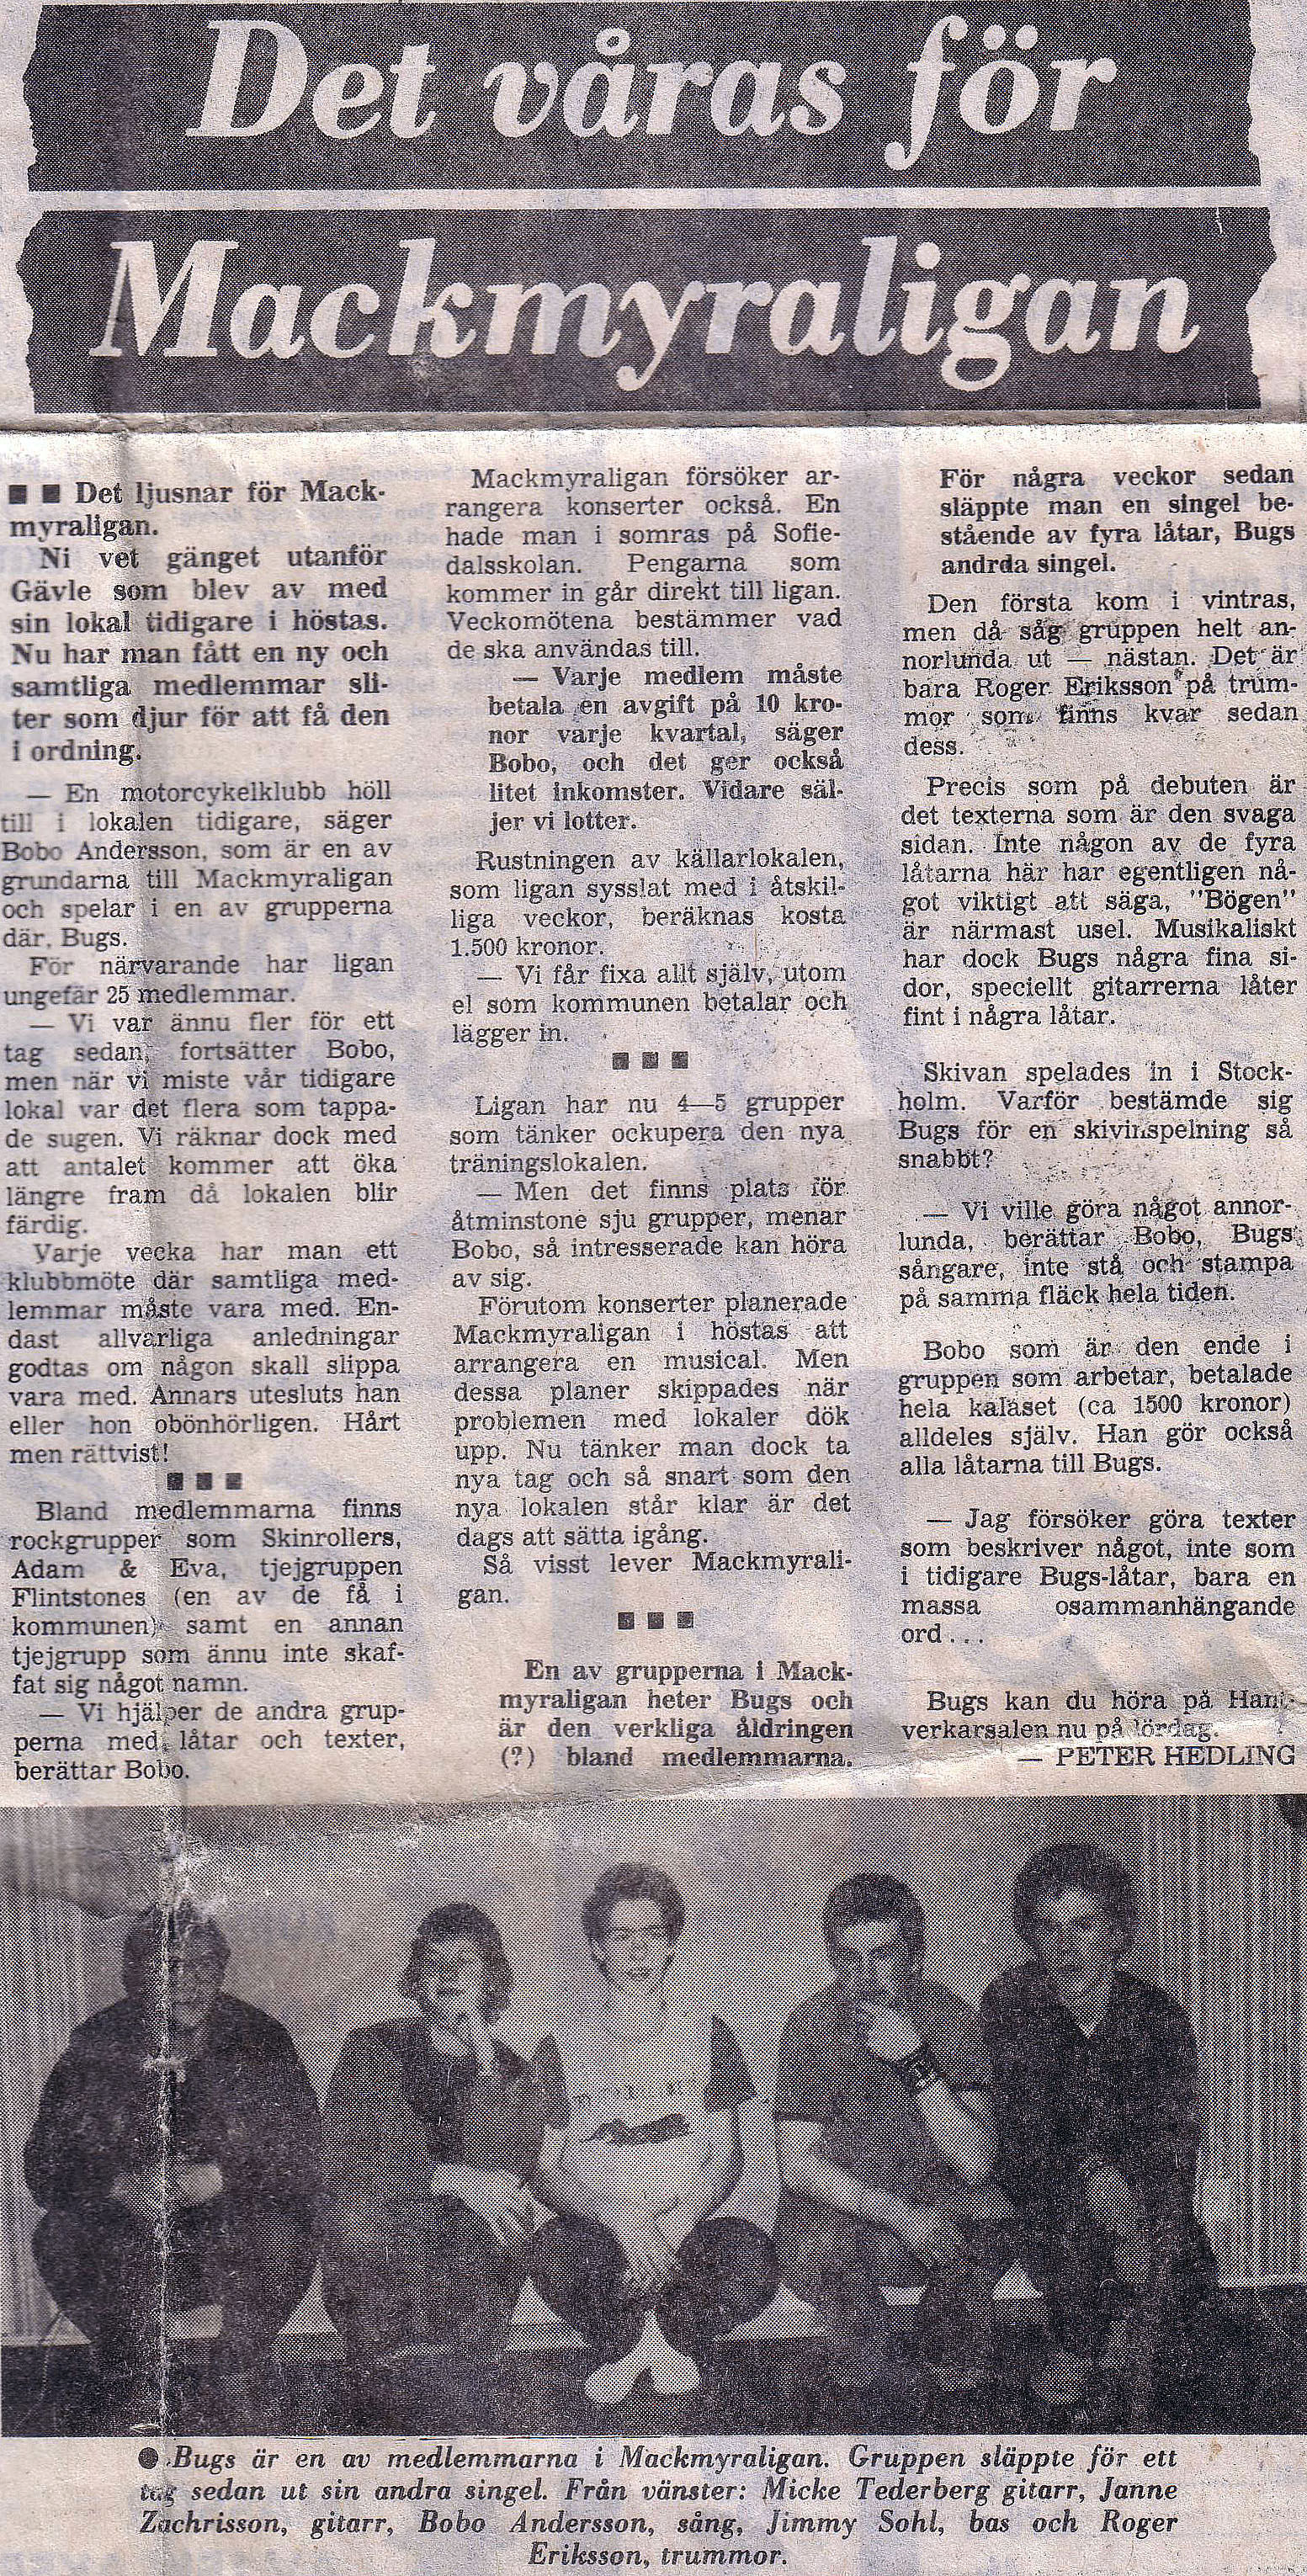 Det våras för
Mackmyraligan
■ ■ Det ljusnar för Mack-
myraligan.
Ni vet gänget utanför
Gävle som blev av med
sin lokal tidigare i höstas.
Nu har man fått en ny och
samtliga medlemmar sli-
ter som djur för att få den
i ordning.
— En motorcykelklubb höll
till i lokalen tidigare, säger
Bobo Andersson, som är en av
grundarna till Mackmyraligan
och spelar i en av grupperna
där, Bugs.
För närvarande har ligan
ungefär 25 medlemmar.
— Vi var ännu fler för ett
tag sedan, fortsätter Bobo,
men när vi miste vår tidigare
lokal var det flera som tappa-
de sugen. Vi räknar dock med
att antalet kommer att öka
längre fram då lokalen blir
färdig.
Varje vecka har man ett
klubbmöte där samtliga med-
lemmar måste vara med. En-
dast allvarliga anledningar
godtas om någon skall slippa
vara med. Annars utesluts han
eller hon obönhörligen. Hårt
men rättvist!
■ ■ ■
Bland medlemmarna finns
rockgrupper som Skinrollers,
Adam & Eva, tjejgruppen
Flintstones (en av de få i
kommunen) samt en annan
tjejgrupp som ännu inte skaf-
fat sig något namn.
— Vi hjälper de andra grup-
perna med låtar och texter,
berättar Bobo.
Mackmyraligan försöker ar-
rangera konserter också. En
hade man i somras på Sofie-
dalsskolan. Pengarna som
kommer in går direkt till ligan.
Veckomötena bestämmer vad
de ska användas till.
— Varje medlem måste
betala en avgift på 10 kro-
nor varje kvartal, säger
Bobo, och det ger också
litet inkomster. Vidare säl-
jer vi lotter.
Rustningen av källarlokalen,
som ligan sysslat med i åtskil-
liga veckor, beräknas kosta
1.500 kronor.
— Vi får fixa allt själv, utom
el som kommunen betalar och
lägger in.
■ ■ ■
Ligan har nu 4—5 grupper
som tänker ockupera den nya
träningslokalen.
— Men det finns plats för
åtminstone sju grupper, menar
Bobo, så intresserade kan höra
av sig.
Förutom konserter planerade
Mackmyraligan i höstas att
arrangera en musical. Men
dessa planer skippades när
problemen med lokaler dök
upp. Nu tänker man dock ta
nya tag och så snart som den
nya lokalen står klar är det
dags att sätta igång.
Så visst lever Mackmyrali-
gan.
■ ■ ■
En av grupperna i Mack-
myraligan heter Bugs och
är den verkliga åldringen
(?) bland medlemmarna.
För några veckor sedan
släppte man en singel be-
stående av fyra låtar, Bugs
andrda singel.
Den första kom i vintras,
men då såg gruppen helt an-
norlunda ut — nästan. Det är
bara Roger Eriksson på trum-
mor som finns kvar sedan
dess.
Precis som på debuten är
det texterna som är den svaga
sidan. Inte någon av de fyra
låtarna här har egentligen nå-
got viktigt att säga, "Bögen"
är närmast usel. Musikaliskt
har dock Bugs några fina si-
dor, speciellt gitarrerna låter
fint i några låtar.
Skivan spelades in i Stock-
holm. Varför bestämde sig
Bugs för en skivinspelning så
snabbt?
— Vi ville göra något annor-
lunda, berättar Bobo, Bugs
sångare, inte stå och stampa
på samma fläck hela tiden.
Bobo som är den ende i
gruppen som arbetar, betalade
hela kalaset (ca 1500 kronor)
alldeles själv. Han gör också
alla låtarna till Bugs.
— Jag försöker göra texter
som beskriver något, inte som
i tidigare Bugs-låtar, bara en
massa osammanhängande
ord...
Bugs kan du höra på Hant-
verkarsalen nu på lördag.
— PETER HEDLING
● Bugs är en av medlemmarna i Mackmyraligan. Gruppen släppte för ett
tag sedan ut sin andra singel. Från vänster: Micke Tederberg gitarr, Janne
Zachrisson, gitarr, Bobo Andersson, sång, Jimmy Sohl, bas och Roger
Eriksson, trummor.